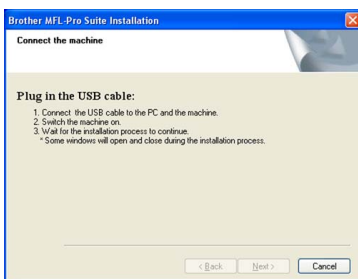 Brother MFL-Pro Suite Installation
Connect the machine
Plug in the USB cable:
1. Connect the USB cable to the PC and the machine.
2. Switch the machine on.
3. Wait for the installation process to continue.
* Some windows will open and close during the installation process.
< Back Next > Cancel